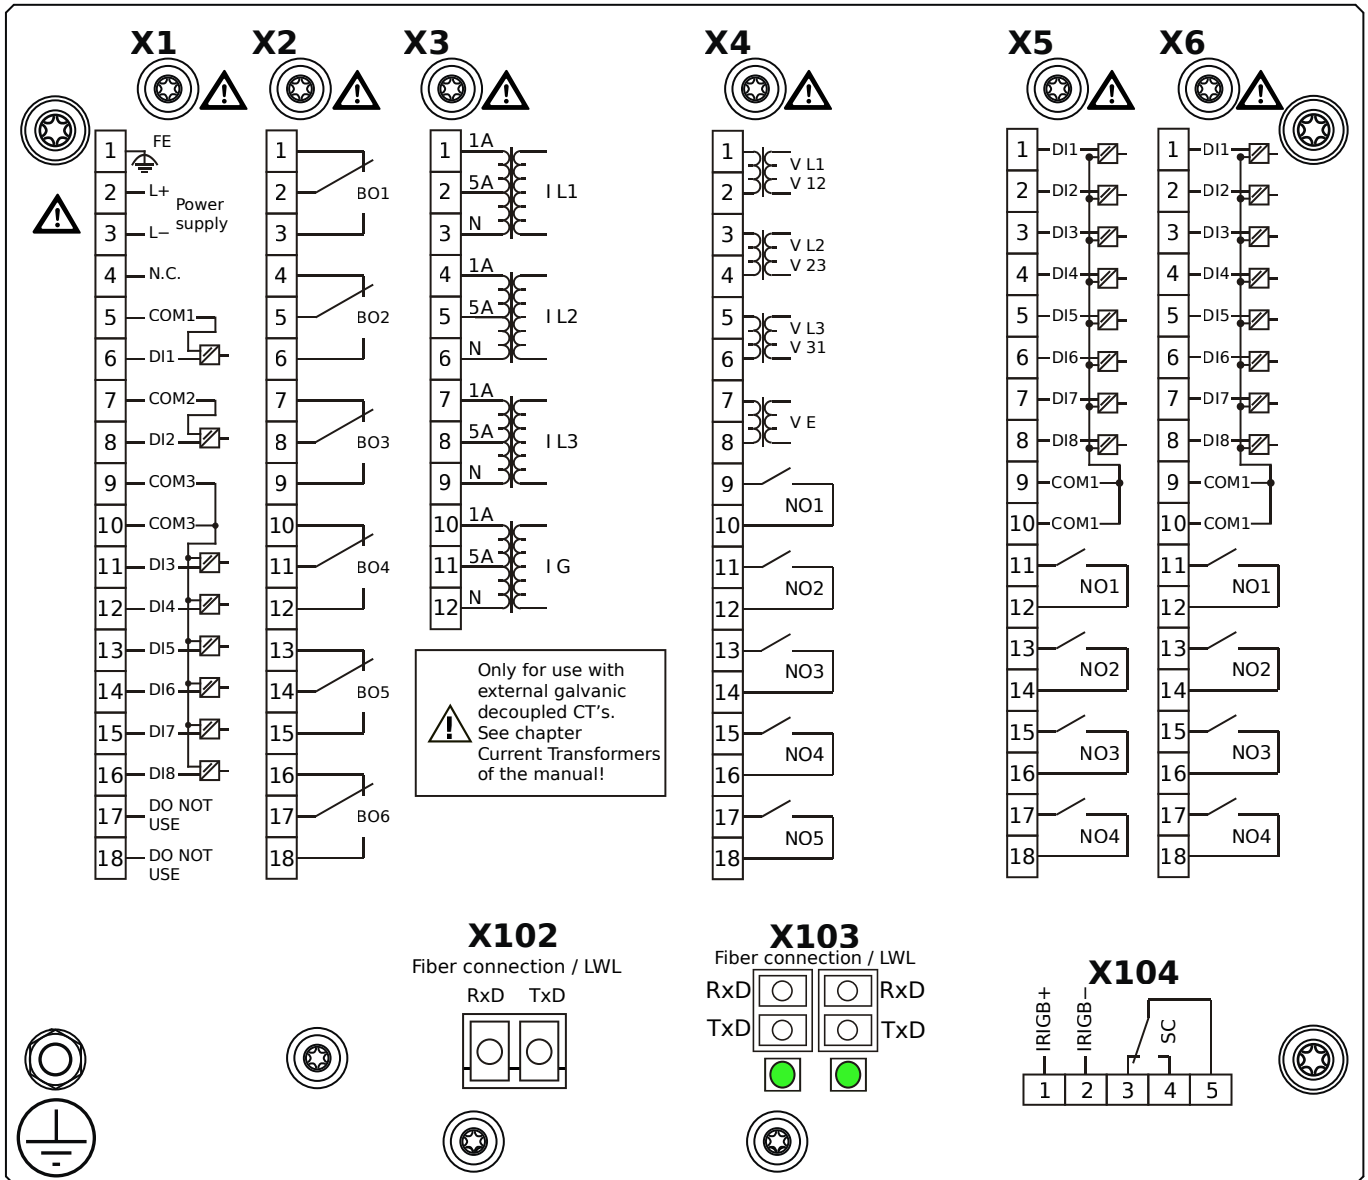 X1
1 FE
2 L+
Power
supply
3 L−
4 N.C.
5 COM1
6 DI1
7 COM2
8 DI2
9 COM3
10 COM3
11 DI3
12 DI4
13 DI5
14 DI6
15 DI7
16 DI8
17 DO NOT
USE
18 DO NOT
USE
X2
1
2 BO1
3
4
5 BO2
6
7
8 BO3
9
10
11 BO4
12
13
14 BO5
15
16
17 BO6
18
X3
1 1A
2 5A I L1
3 N
4 1A
5 5A I L2
6 N
7 1A
8 5A I L3
9 N
10 1A
11 5A I G
12 N
Only for use with
external galvanic
decoupled CT's.
See chapter
Current Transformers
of the manual!
X4
1 V L1
2 V 12
3 V L2
4 V 23
5 V L3
6 V 31
7
V E
8
9
NO1
10
11
NO2
12
13
NO3
14
15
NO4
16
17
NO5
18
X5
1 DI1
2 DI2
3 DI3
4 DI4
5 DI5
6 DI6
7 DI7
8 DI8
9 COM1
10 COM1
11
NO1
12
13
NO2
14
15
NO3
16
17
NO4
18
X6
1 DI1
2 DI2
3 DI3
4 DI4
5 DI5
6 DI6
7 DI7
8 DI8
9 COM1
10 COM1
11
NO1
12
13
NO2
14
15
NO3
16
17
NO4
18
X102
Fiber connection / LWL
RxD TxD
X103
Fiber connection / LWL
RxD RxD
TxD TxD
X104
IRIGB+ IRIGB− SC
1 2 3 4 5